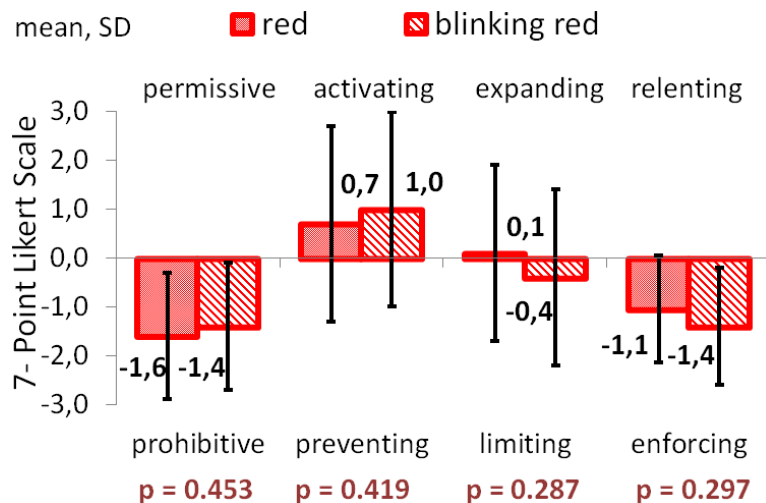 mean, SD red blinking red
permissive activating expanding relenting
7- Point Likert Scale
3,0
2,0
1,0
0,0
-1,0
-2,0
-3,0
-1,6 -1,4 0,7 1,0 0,1 -0,4 -1,1 -1,4
prohibitive preventing limiting enforcing
p = 0.453 p = 0.419 p = 0.287 p = 0.297